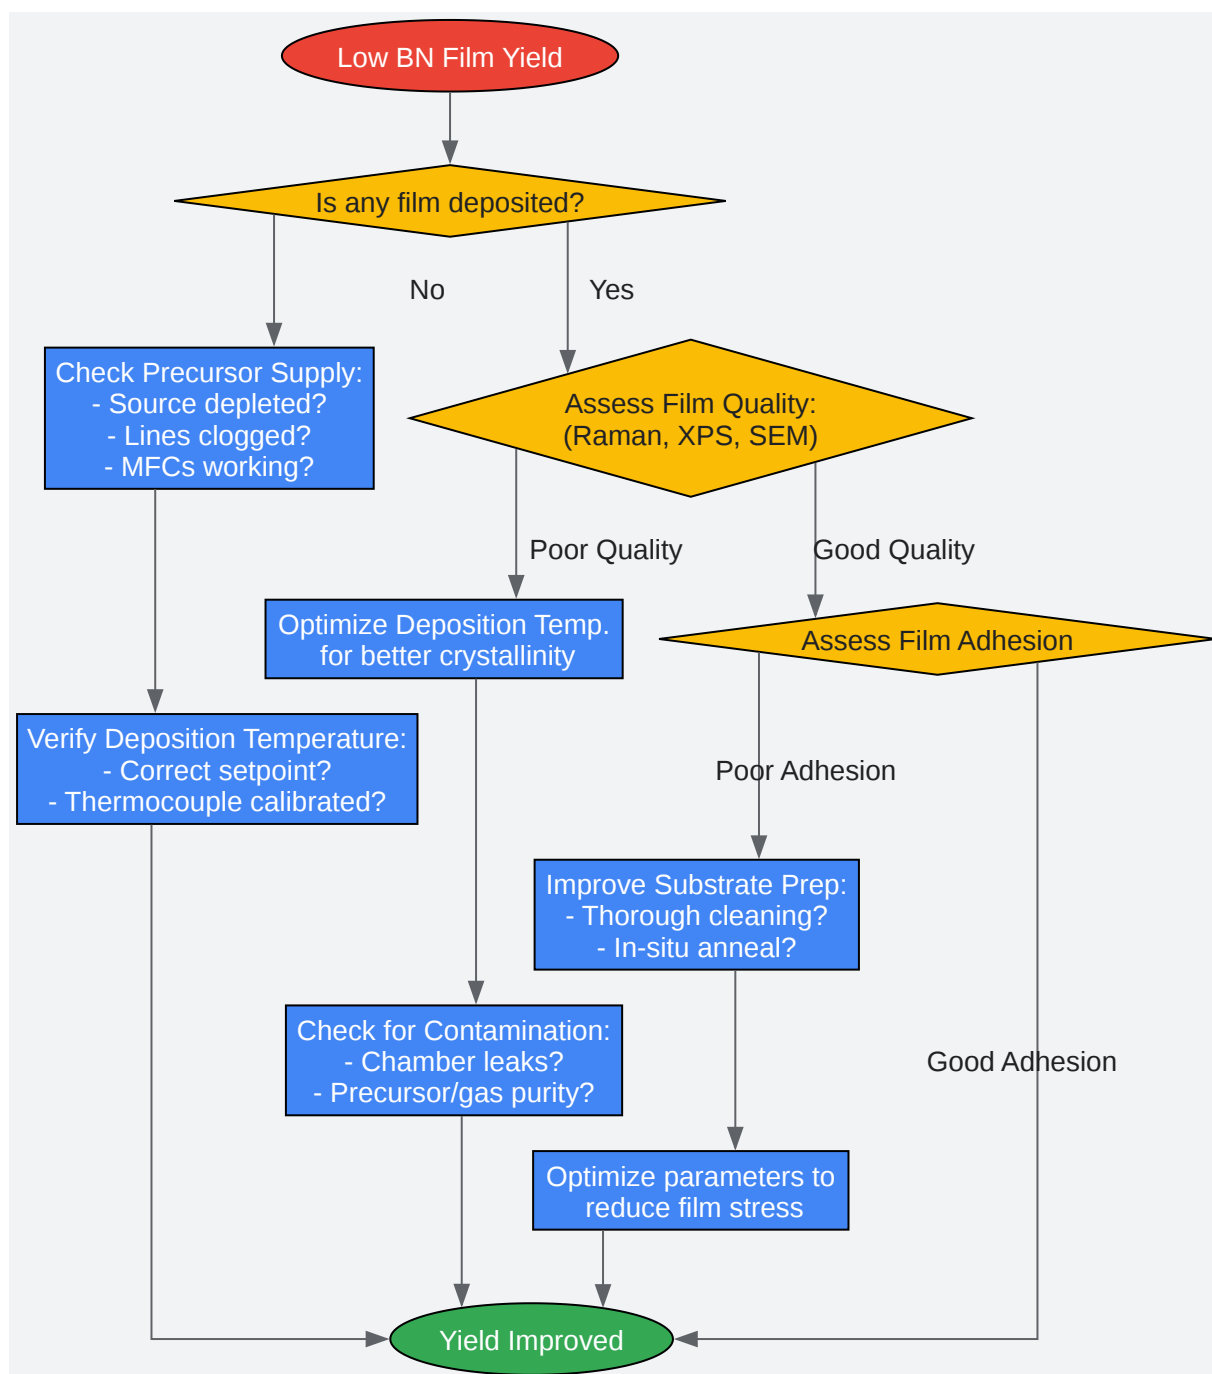 Low BN Film Yield
Is any film deposited?
No
Yes
Check Precursor Supply:
- Source depleted?
- Lines clogged?
- MFCs working?
Assess Film Quality:
(Raman, XPS, SEM)
Poor Quality
Good Quality
Optimize Deposition Temp.
for better crystallinity
Assess Film Adhesion
Verify Deposition Temperature:
- Correct setpoint?
- Thermocouple calibrated?
Poor Adhesion
Improve Substrate Prep:
- Thorough cleaning?
- In-situ anneal?
Check for Contamination:
- Chamber leaks?
- Precursor/gas purity?
Good Adhesion
Optimize parameters to
reduce film stress
Yield Improved